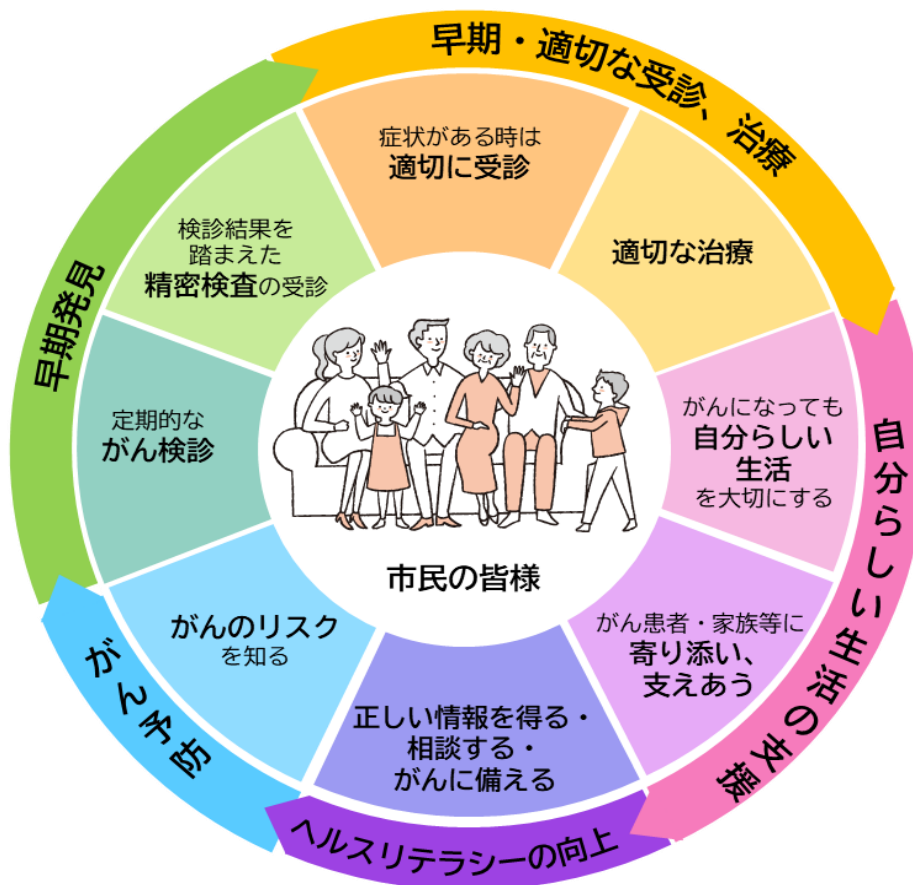 早期・適切な受診、治療
症状がある時は
適切に受診
適切な治療
自分らしい生活の支援
がんになっても
自分らしい
生活
を大切にする
がん患者・家族等に
寄り添い、
支えあう
ヘルスリテラシーの向上
正しい情報を得る・
相談する・
がんに備える
がん予防
がんのリスク
を知る
早期発見
定期的な
がん検診
検診結果を
踏まえた
精密検査の受診
市民の皆様